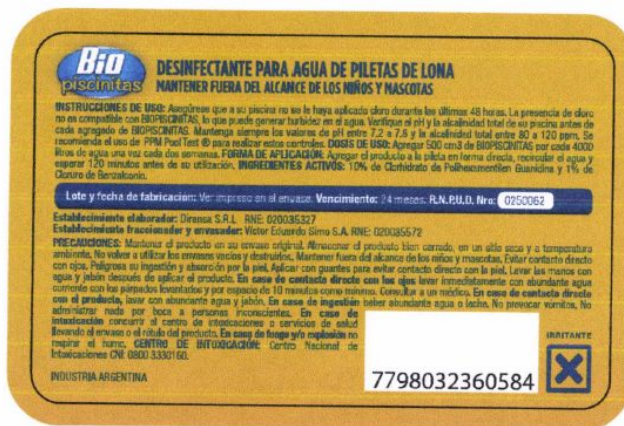 Bio
piscinitas
DESINFECTANTE PARA AGUA DE PILETAS DE LONA
MANTENER FUERA DEL ALCANCE DE LOS NIÑOS Y MASCOTAS
INSTRUCCIONES DE USO: Asegúrese que a su piscina no se le haya aplicado cloro durante las últimas 48 horas. La presencia de cloro
no es compatible con BIOPISCINITAS, lo que puede generar turbidez en el agua. Verifique el pH y la alcalinidad total de su piscina antes de
cada agregado de BIOPISCINITAS. Mantenga siempre los valores de pH entre 7,2 a 7,8 y la alcalinidad total entre 80 a 120 ppm. Se
recomienda el uso de PPM Pool Test ® para realizar estos controles. DOSIS DE USO: Agregar 500 cm3 de BIOPISCINITAS por cada 4000
litros de agua una vez cada dos semanas. FORMA DE APLICACIÓN: Agregar el producto a la pileta en forma directa, recircular el agua y
esperar 120 minutos antes de su utilización. INGREDIENTES ACTIVOS: 10% de Clorhidrato de Polihexametilen Guanidina y 1% de
Cloruro de Benzalconio.
Lote y fecha de fabricación: Ver impreso en el envase. Vencimiento: 24 meses. R.N.P.U.D. Nro: 0250062
Establecimiento elaborador: Dirensa S.R.L RNE: 020035327
Establecimiento fraccionador y envasador: Víctor Eduardo Simo S.A. RNE: 020035572
PRECAUCIONES: Mantener el producto en su envase original. Almacenar el producto bien cerrado, en un sitio seco y a temperatura
ambiente. No volver a utilizar los envases vacíos y destruirlos. Mantener fuera del alcance de los niños y mascotas. Evitar contacto directo
con ojos. Peligrosa su ingestión y absorción por la piel. Aplicar con guantes para evitar contacto directo con la piel. Lavar las manos con
agua y jabón después de aplicar el producto. En caso de contacto directo con los ojos lavar inmediatamente con abundante agua
corriente con los párpados levantados y por espacio de 10 minutos como mínimo. Consultar a un médico. En caso de contacto directo
con el producto, lavar con abundante agua y jabón. En caso de ingestión beber abundante agua o leche. No provocar vómitos. No
administrar nada por boca a personas inconscientes. En caso de
intoxicación concurrir al centro de intoxicaciones o servicios de salud
llevando el envase o el rótulo del producto. En caso de fuego y/o explosión no
respirar el humo. CENTRO DE INTOXICACIÓN: Centro Nacional de
Intoxicaciones CNI: 0800 3330160.
INDUSTRIA ARGENTINA
7798032360584
IRRITANTE